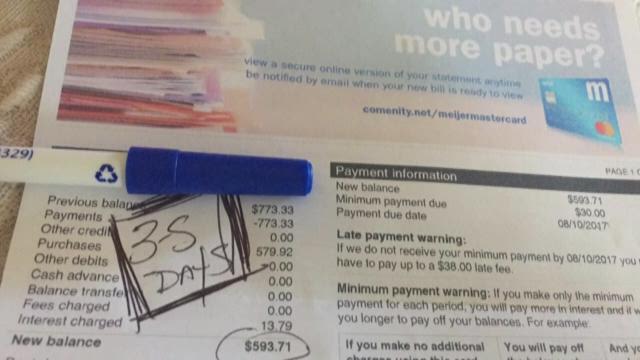 who needs
more paper?
view a secure online version of your statement anytime
be notified by email when your new bill is ready to view
comenity.net/meijermastercard
m
329)
Payment information
PAGE 1
New balance $593.71
Minimum payment due $30.00
Payment due date 08/10/2017
Late payment warning:
If we do not receive your minimum payment by 08/10/2017 you
have to pay up to a $38.00 late fee.
Minimum payment warning: If you make only the minimum
payment for each period, you will pay more in interest and it w
you longer to pay off your balances. For example:
If you make no additional You will pay off And yo
Previous balan $773.33
Payments -773.33
Other credi 0.00
Purchases 579.92
Other debits 0.00
Cash advance 0.00
Balance transfe 0.00
Fees charged 0.00
Interest charged 13.79
New balance $593.71
3-5
DAYS